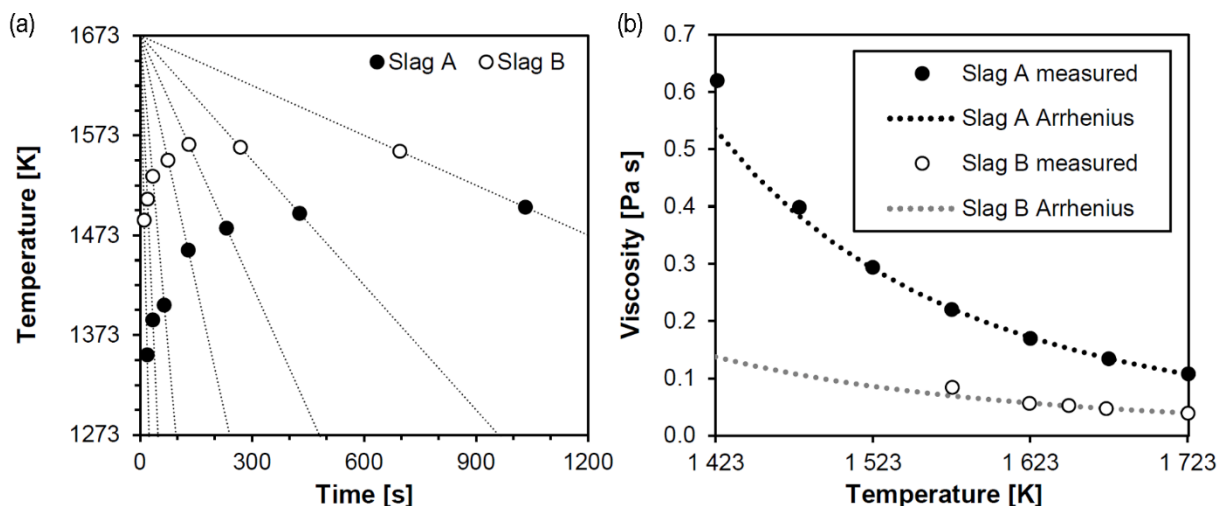 (a)
Temperature [K]
1673
1573
1473
1373
1273
Slag A
Slag B
0
300
600
900
1200
Time [s]
(b)
Viscosity [Pa s]
0.7
0.6
0.5
0.4
0.3
0.2
0.1
0.0
Slag A measured
Slag A Arrhenius
Slag B measured
Slag B Arrhenius
1 423
1 523
1 623
1 723
Temperature [K]